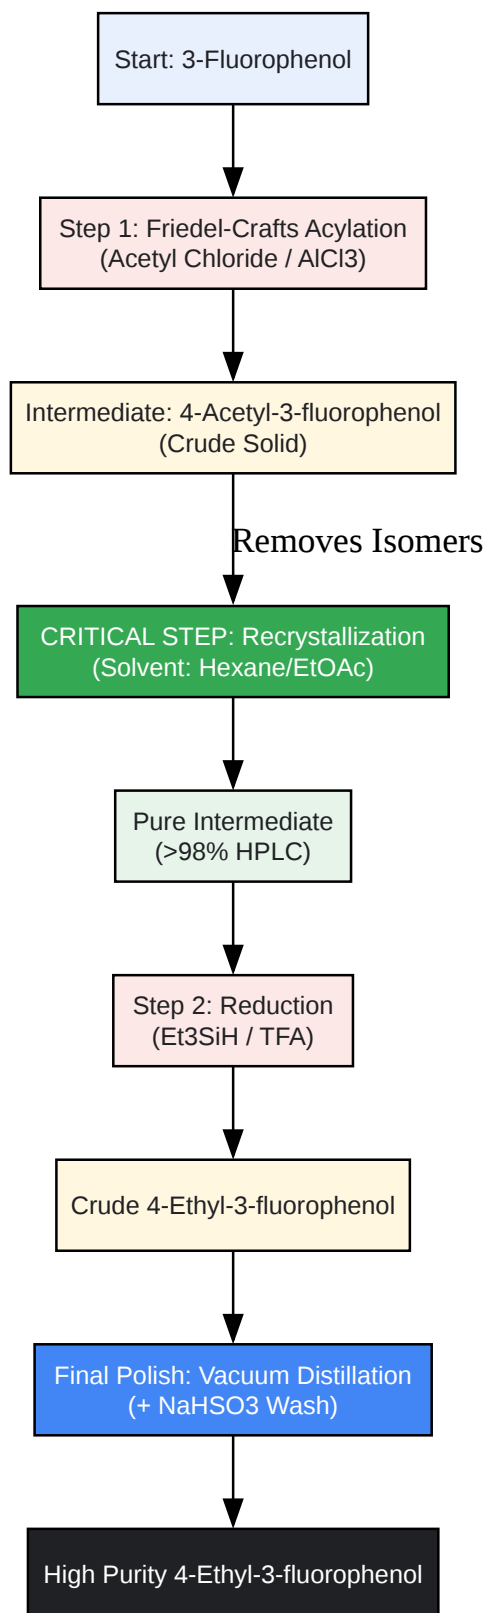 Start: 3-Fluorophenol
Step 1: Friedel-Crafts Acylation
(Acetyl Chloride / AlCl3)
Intermediate: 4-Acetyl-3-fluorophenol
(Crude Solid)
Removes Isomers
CRITICAL STEP: Recrystallization
(Solvent: Hexane/EtOAc)
Pure Intermediate
(>98% HPLC)
Step 2: Reduction
(Et3SiH / TFA)
Crude 4-Ethyl-3-fluorophenol
Final Polish: Vacuum Distillation
(+ NaHSO3 Wash)
High Purity 4-Ethyl-3-fluorophenol